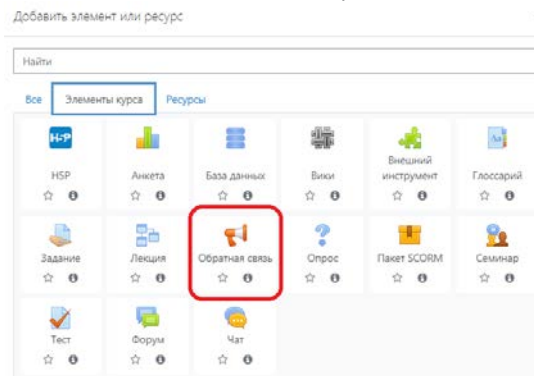 Добавить элемент или ресурс
Найти
Все Элементы курса Ресурсы
H5P
H5P Анкета База данных Вики Внешний инструмент Глоссарий
Задание Лекция Обратная связь Опрос Пакет SCORM Семинар
Тест Форум Чат